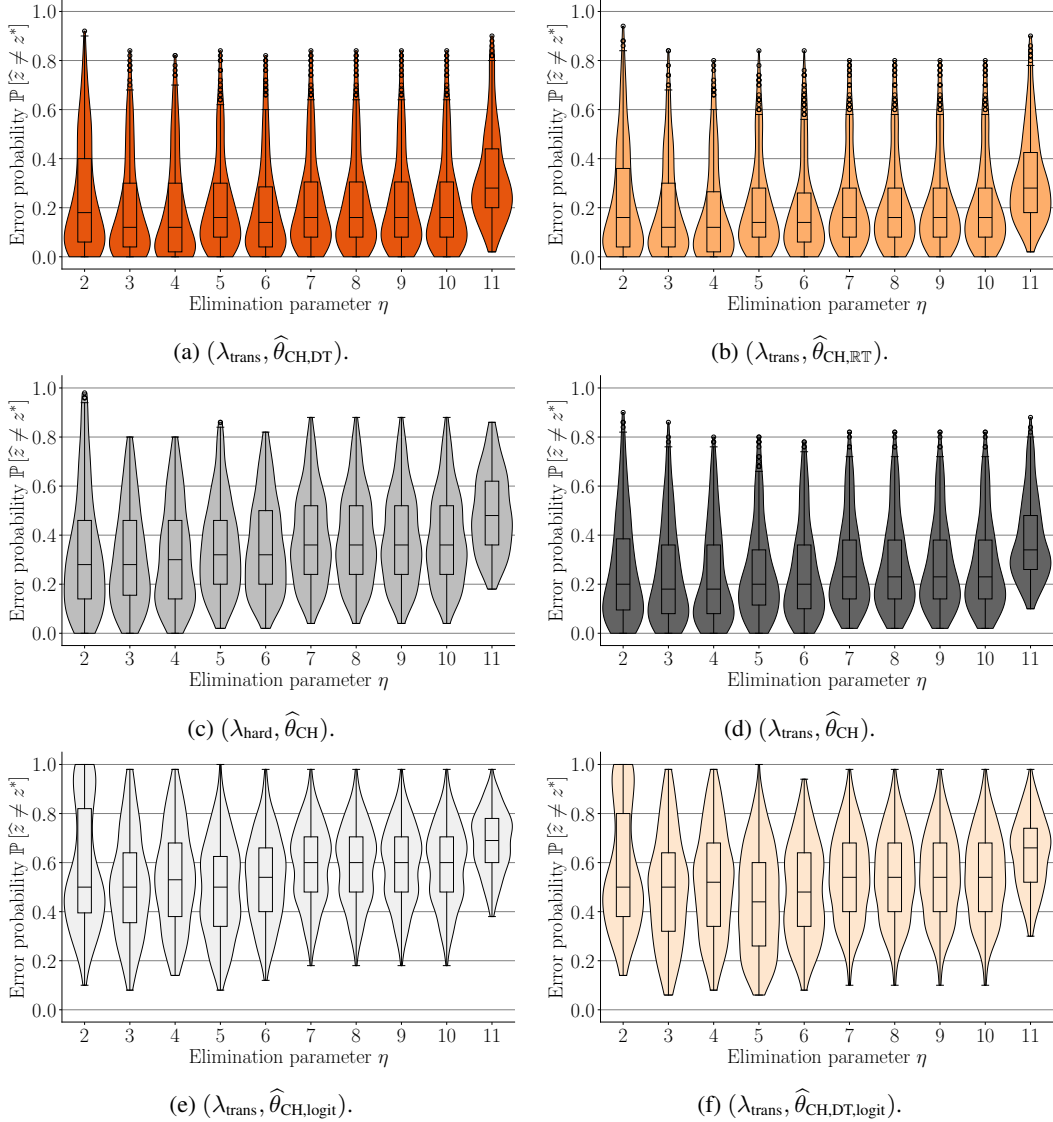 1.0
0.8
0.6
0.4
0.2
0.0
Error probability ℙ[ẑ ≠ z*]
2 3 4 5 6 7 8 9 10 11
Elimination parameter η
(a) (λ_trans, θ̂_CH,DT).
1.0
0.8
0.6
0.4
0.2
0.0
Error probability ℙ[ẑ ≠ z*]
2 3 4 5 6 7 8 9 10 11
Elimination parameter η
(b) (λ_trans, θ̂_CH,ℝ𝕋).
1.0
0.8
0.6
0.4
0.2
0.0
Error probability ℙ[ẑ ≠ z*]
2 3 4 5 6 7 8 9 10 11
Elimination parameter η
(c) (λ_hard, θ̂_CH).
1.0
0.8
0.6
0.4
0.2
0.0
Error probability ℙ[ẑ ≠ z*]
2 3 4 5 6 7 8 9 10 11
Elimination parameter η
(d) (λ_trans, θ̂_CH).
1.0
0.8
0.6
0.4
0.2
0.0
Error probability ℙ[ẑ ≠ z*]
2 3 4 5 6 7 8 9 10 11
Elimination parameter η
(e) (λ_trans, θ̂_CH,logit).
1.0
0.8
0.6
0.4
0.2
0.0
Error probability ℙ[ẑ ≠ z*]
2 3 4 5 6 7 8 9 10 11
Elimination parameter η
(f) (λ_trans, θ̂_CH,DT,logit).